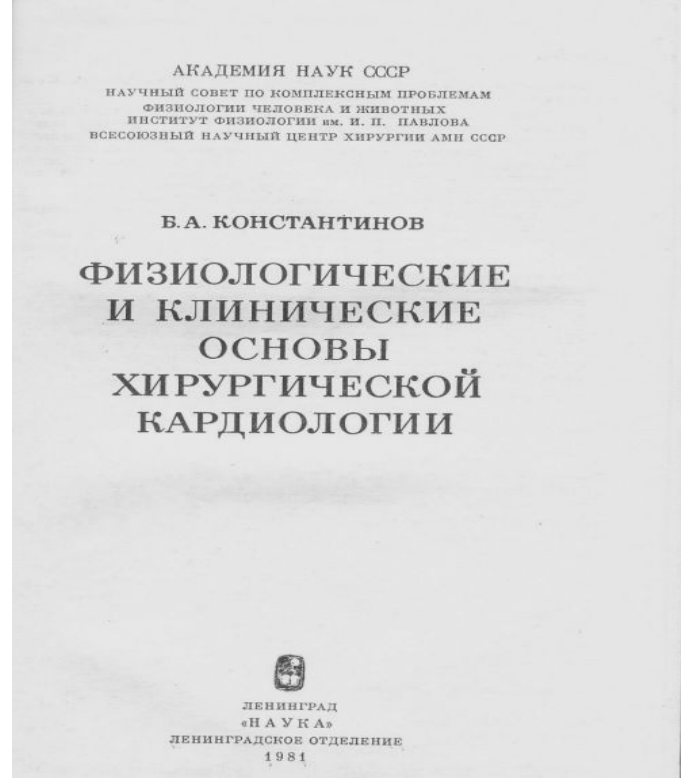 АКАДЕМИЯ НАУК СССР
НАУЧНЫЙ СОВЕТ ПО КОМПЛЕКСНЫМ ПРОБЛЕМАМ
ФИЗИОЛОГИИ ЧЕЛОВЕКА И ЖИВОТНЫХ
ИНСТИТУТ ФИЗИОЛОГИИ им. И. П. ПАВЛОВА
ВСЕСОЮЗНЫЙ НАУЧНЫЙ ЦЕНТР ХИРУРГИИ АМН СССР
Б. А. КОНСТАНТИНОВ
ФИЗИОЛОГИЧЕСКИЕ
И КЛИНИЧЕСКИЕ
ОСНОВЫ
ХИРУРГИЧЕСКОЙ
КАРДИОЛОГИИ
ЛЕНИНГРАД
«НАУКА»
ЛЕНИНГРАДСКОЕ ОТДЕЛЕНИЕ
1981